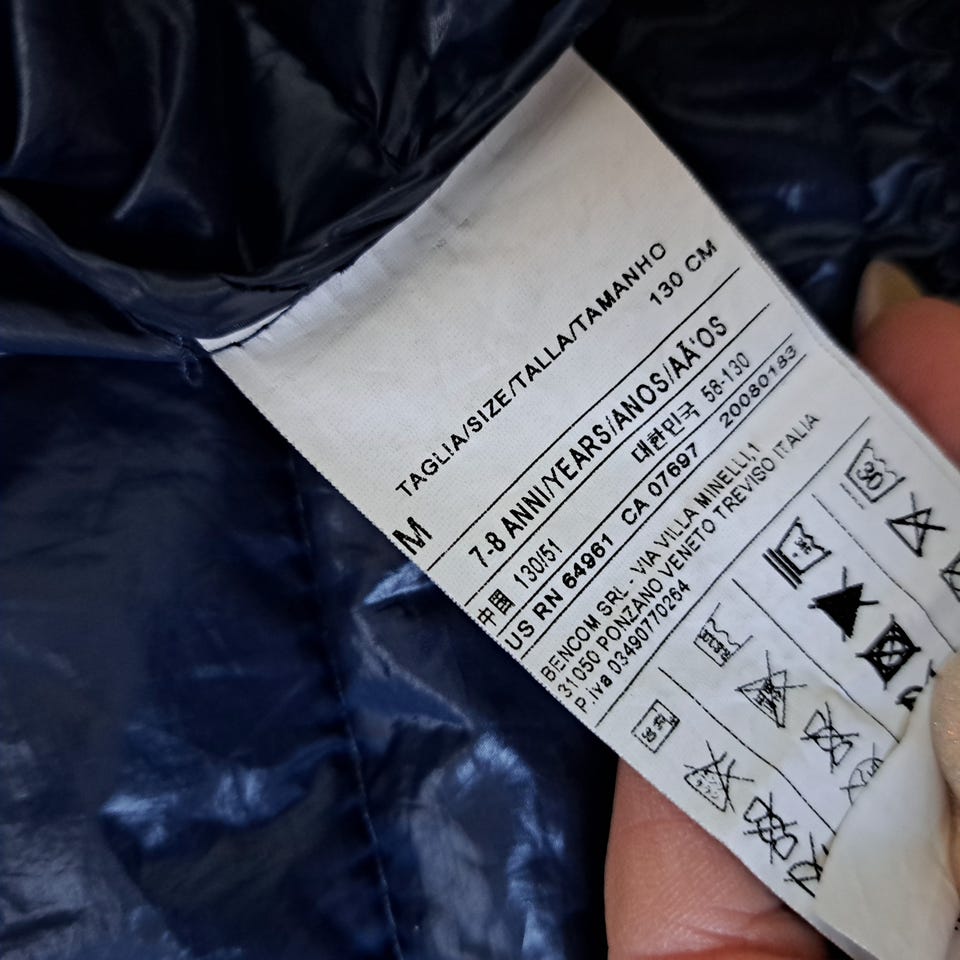 TAGLIA/SIZE/TALLA/TAMANHO
M 130 CM
7-8 ANNI/YEARS/ANOS/AÃ'OS
中国 130/51 대한민국 58-130
US RN 64961 CA 07697 20080183
BENCOM SRL - VIA VILLA MINELLI,1
31050 PONZANO VENETO TREVISO ITALIA
P.iva 03490770264
30